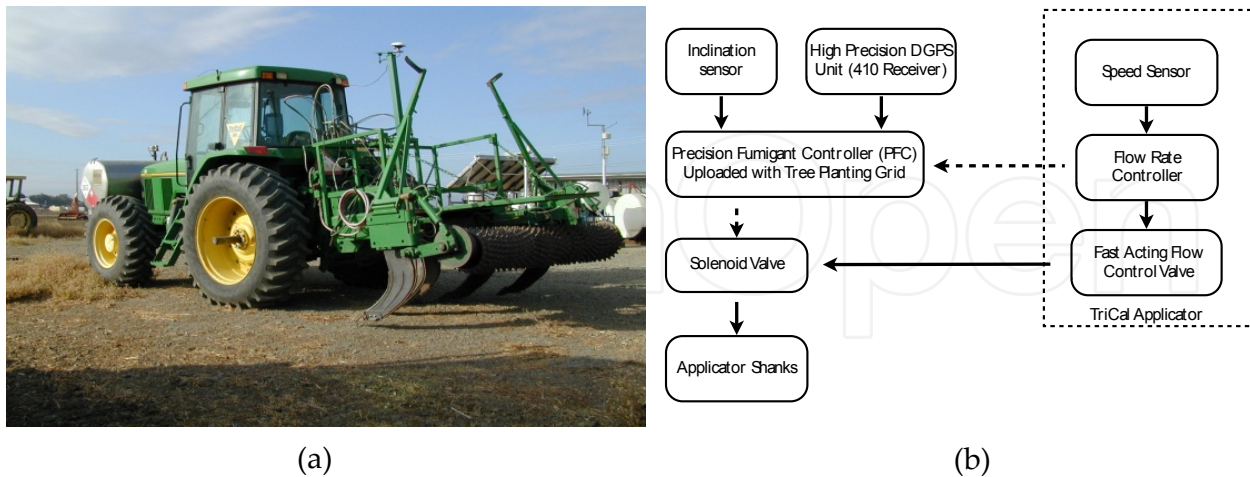 Inclination
sensor
High Precision DGPS
Unit (410 Receiver)
Speed Sensor
Precision Fumigant Controller (PFC)
Uploaded with Tree Planting Grid
Flow Rate
Controller
Solenoid Valve
Fast Acting Flow
Control Valve
TriCal Applicator
Applicator Shanks
(a)
(b)